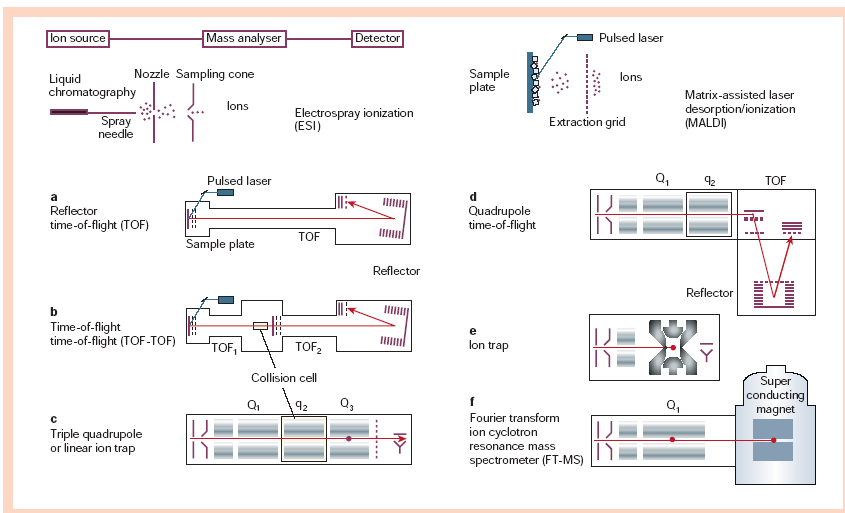 Ion source
Mass analyser
Detector
Liquid
chromatography
Nozzle
Sampling cone
Spray
needle
Ions
Electrospray ionization
(ESI)
Pulsed laser
Sample
plate
Ions
Extraction grid
Matrix-assisted laser
desorption/ionization
(MALDI)
a
Reflector
time-of-flight (TOF)
Pulsed laser
Sample plate
TOF
Reflector
b
Time-of-flight
time-of-flight (TOF-TOF)
TOF1
TOF2
Collision cell
c
Triple quadrupole
or linear ion trap
Q1
q2
Q3
d
Quadrupole
time-of-flight
Q1
q2
TOF
Reflector
e
Ion trap
f
Fourier transform
ion cyclotron
resonance mass
spectrometer (FT-MS)
Q1
Super
conducting
magnet